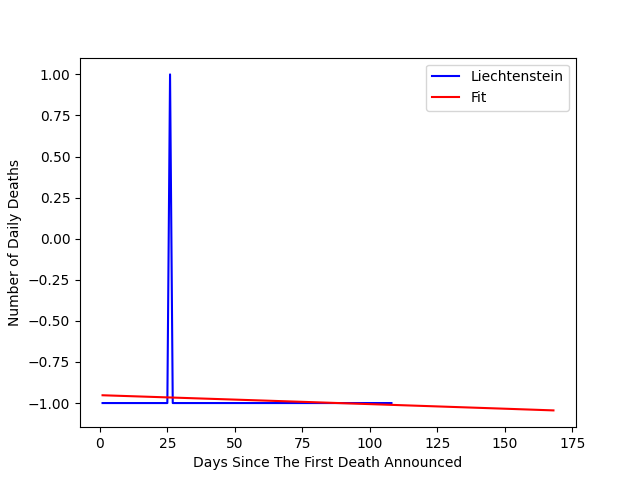 Liechtenstein
Fit
1.00
0.75
0.50
0.25
0.00
−0.25
−0.50
−0.75
−1.00
Number of Daily Deaths
0 25 50 75 100 125 150 175
Days Since The First Death Announced